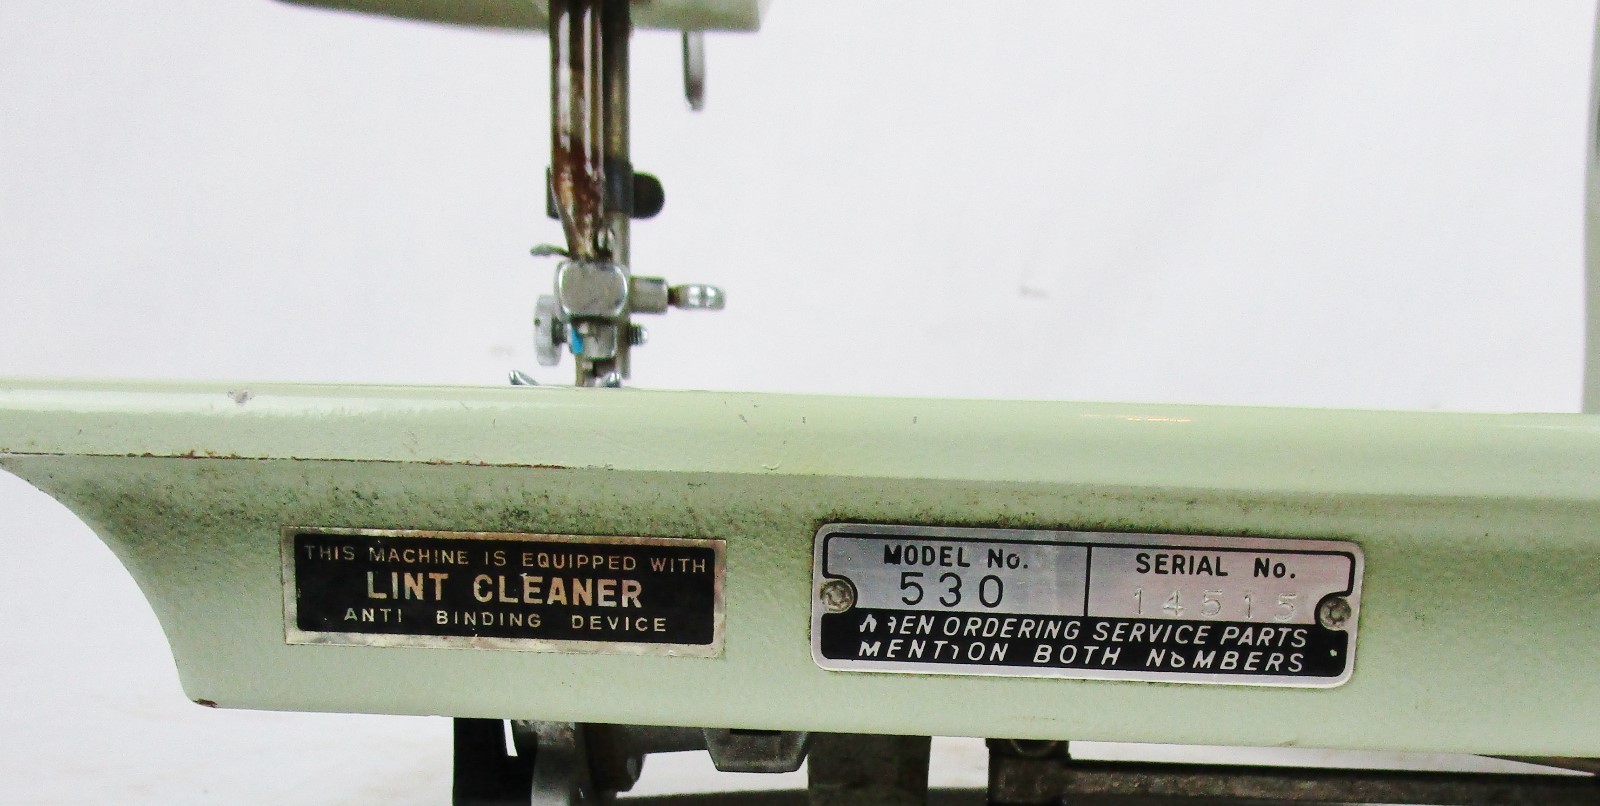 THIS MACHINE IS EQUIPPED WITH
LINT CLEANER
ANTI BINDING DEVICE
MODEL No.
530
SERIAL No.
14515
WHEN ORDERING SERVICE PARTS
MENTION BOTH NUMBERS